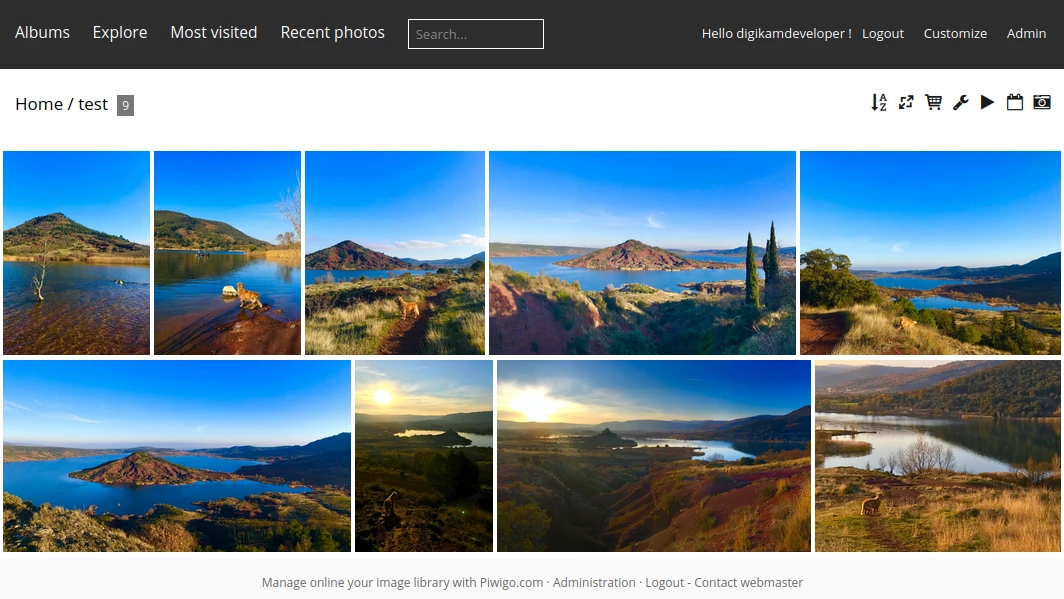 Albums Explore Most visited Recent photos Search... Hello digikamdeveloper ! Logout Customize Admin
Home / test 9
Manage online your image library with Piwigo.com · Administration · Logout - Contact webmaster